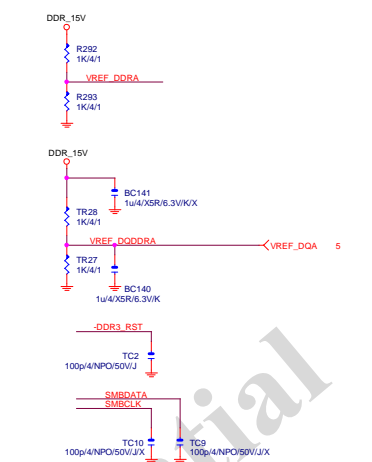 DDR_15V
R292
1K/4/1
VREF_DDRA
R293
1K/4/1
DDR_15V
BC141
1u/4/X5R/6.3V/K/X
TR28
1K/4/1
VREF_DQDDRA
VREF_DQA 5
TR27
1K/4/1
BC140
1u/4/X5R/6.3V/K
-DDR3_RST
TC2
100p/4/NPO/50V/J
SMBDATA
SMBCLK
TC10
100p/4/NPO/50V/J/X
TC9
100p/4/NPO/50V/J/X
ential